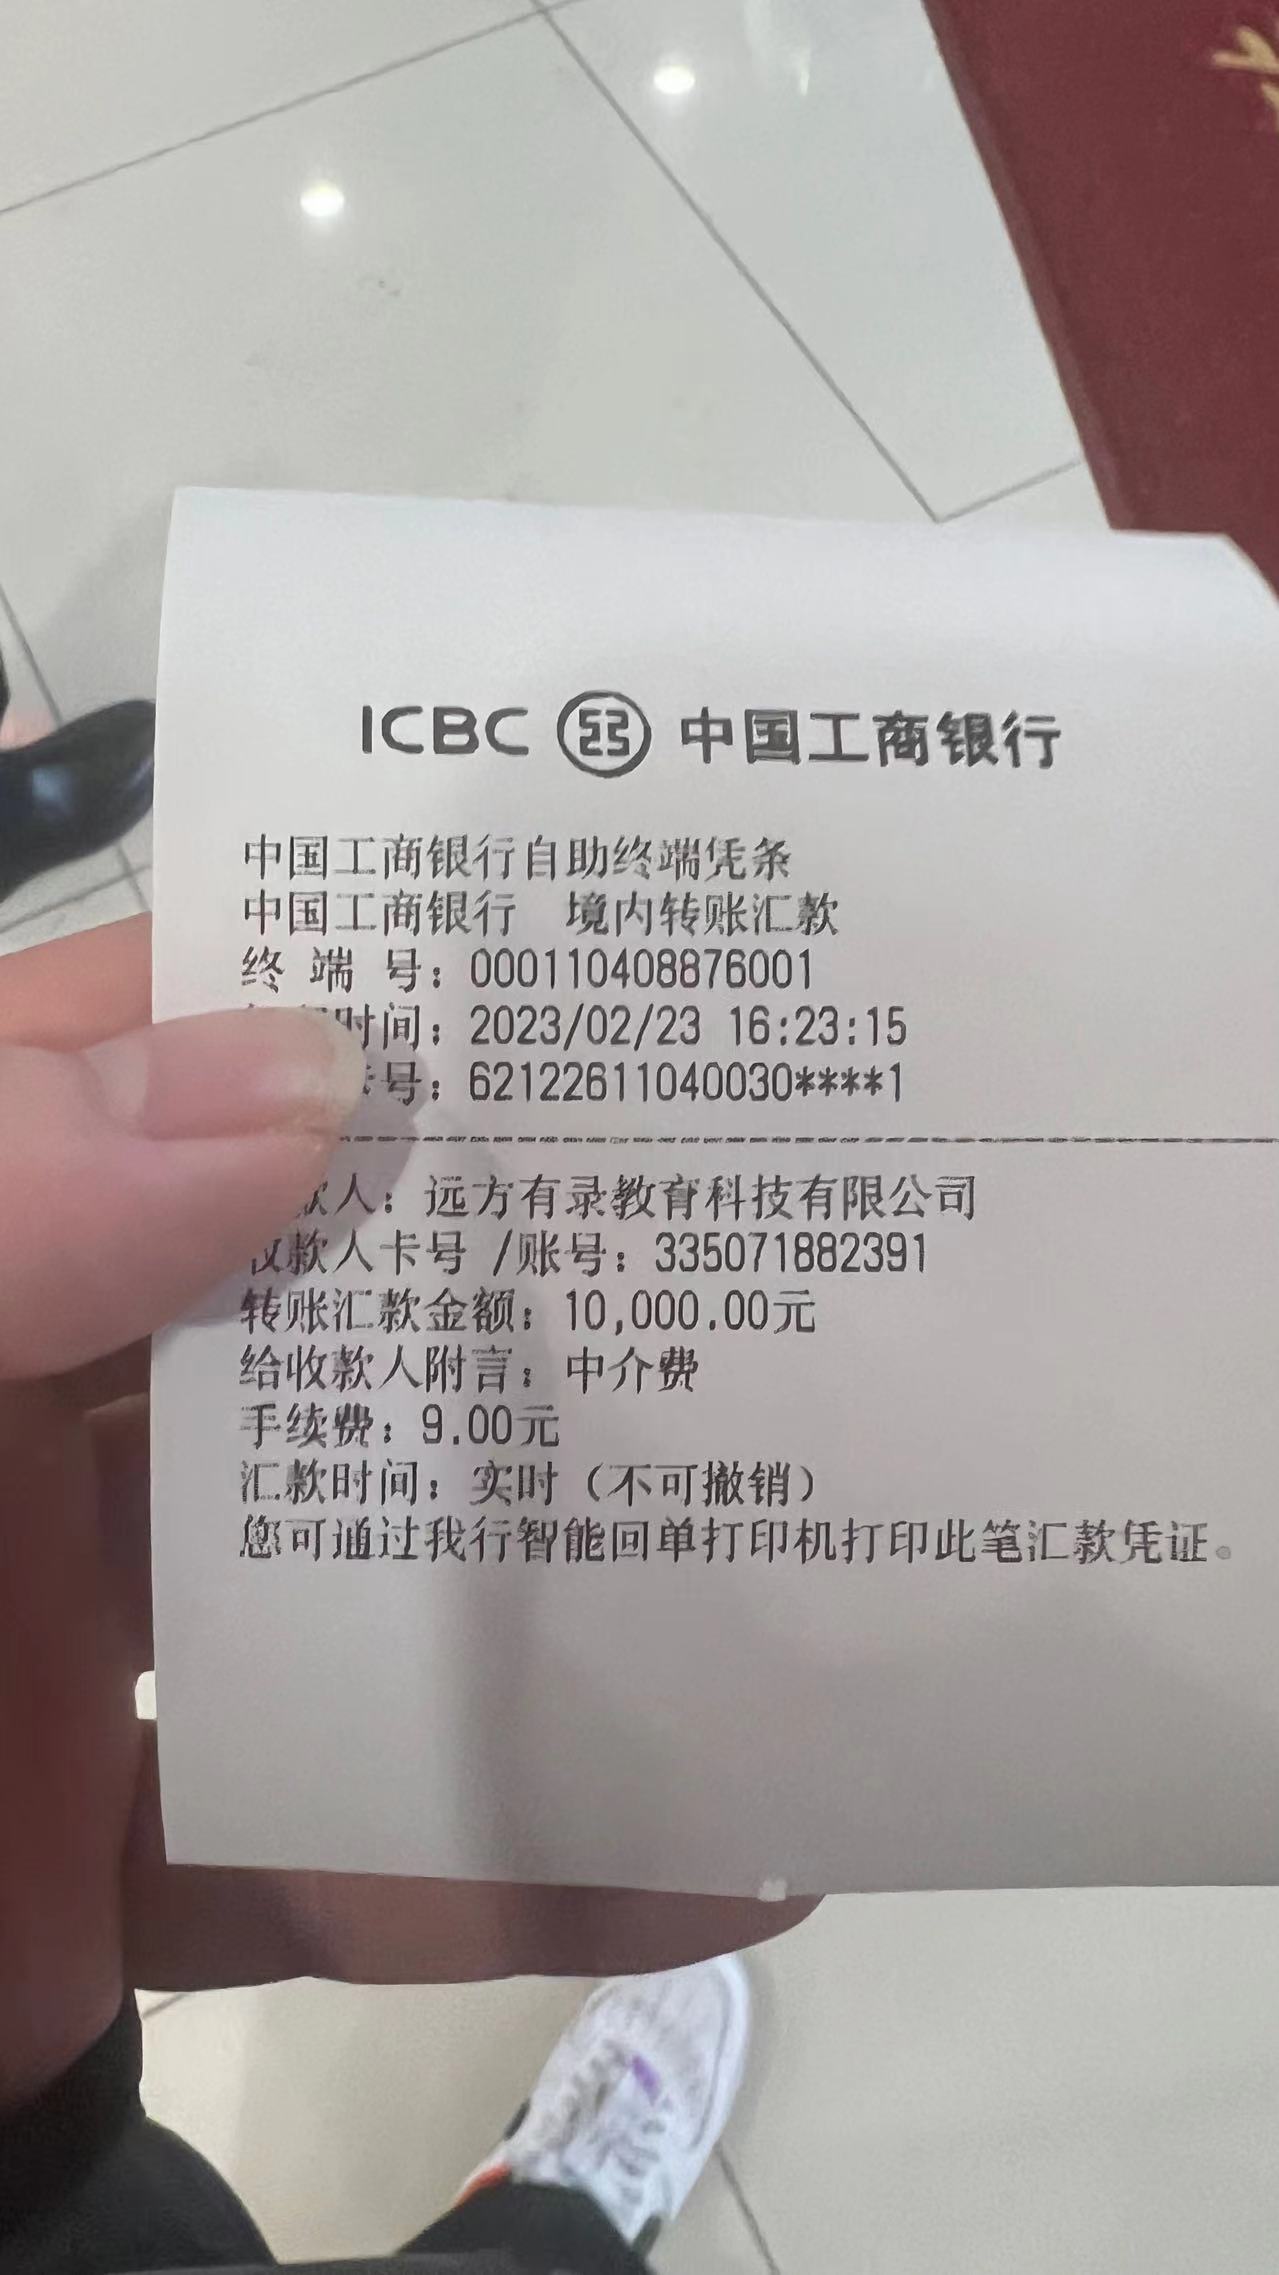 ICBC 中国工商银行
中国工商银行自助终端凭条
中国工商银行 境内转账汇款
终 端 号：000110408876001
时间：2023/02/23 16:23:15
号：62122611040030****1
款人：远方有录教育科技有限公司
收款人卡号 /账号：335071882391
转账汇款金额：10,000.00元
给收款人附言：中介费
手续费：9.00元
汇款时间：实时（不可撤销）
您可通过我行智能回单打印机打印此笔汇款凭证。